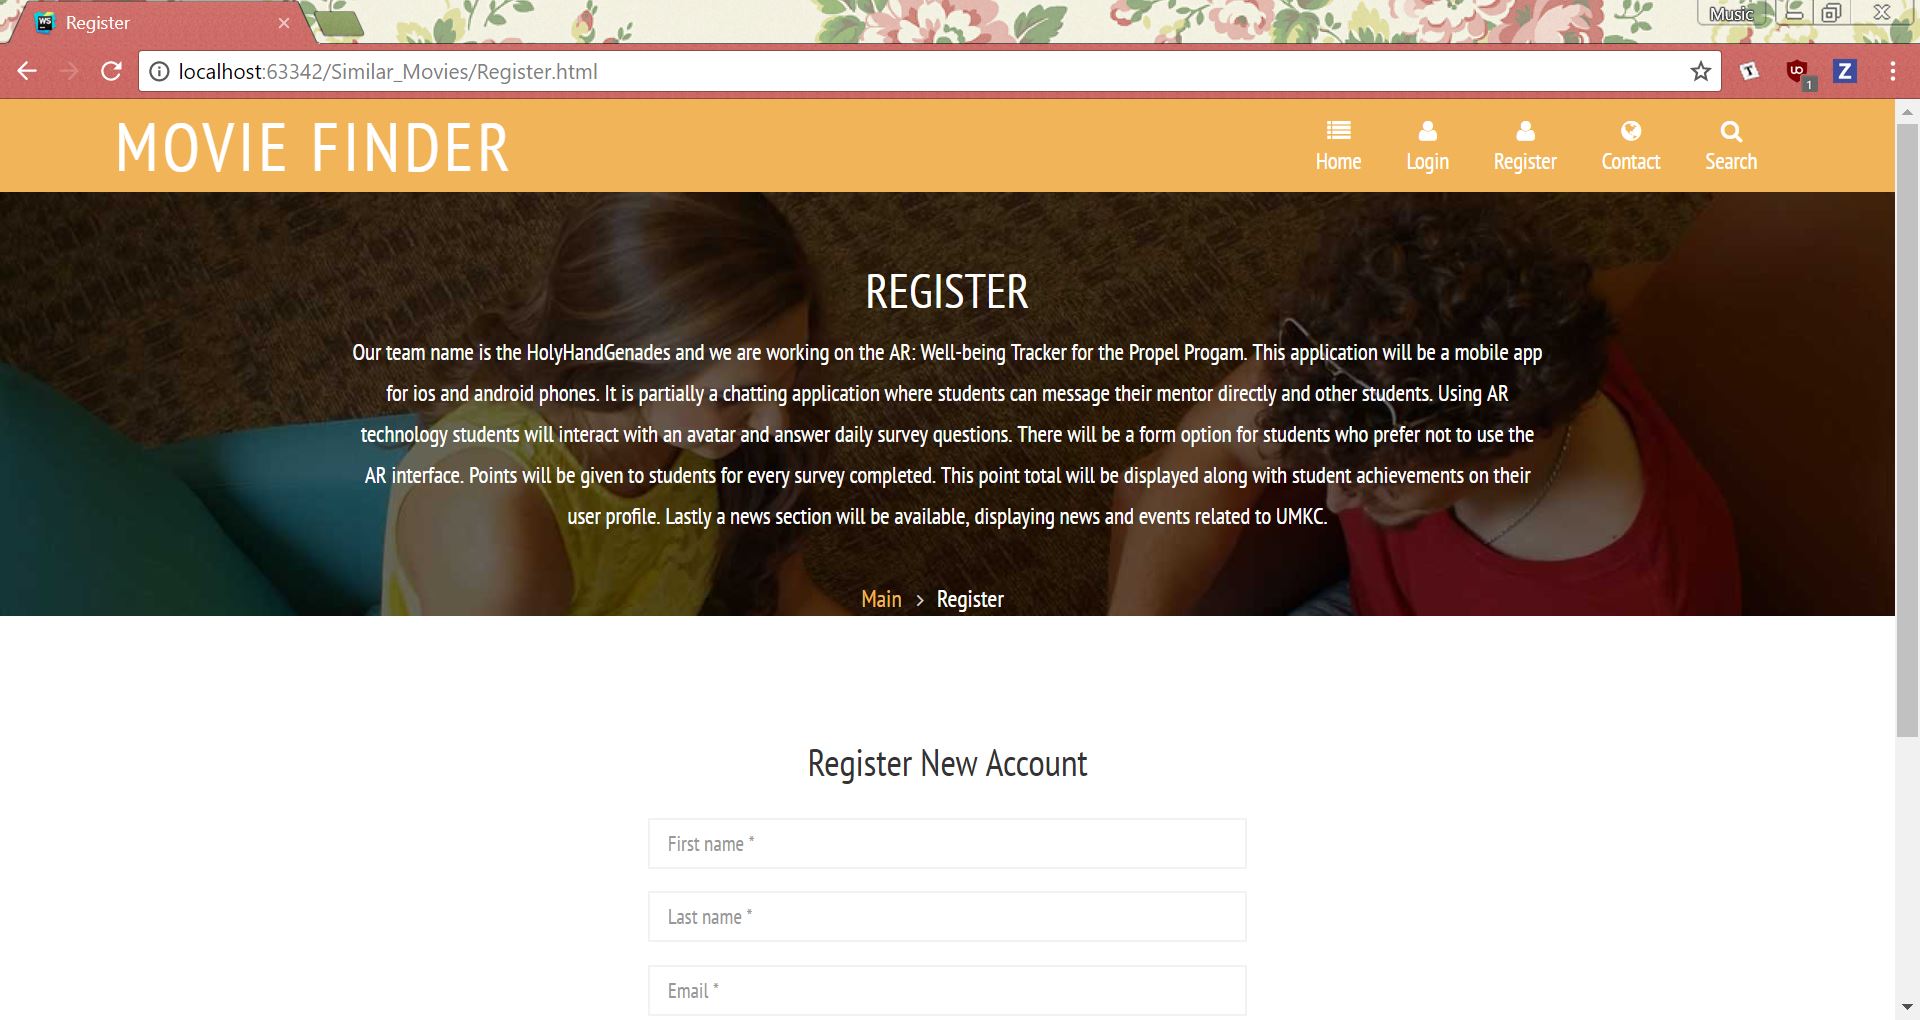 Register
Music
localhost:63342/Similar_Movies/Register.html
1
MOVIE FINDER
Home
Login
Register
Contact
Search
REGISTER
Our team name is the HolyHandGenades and we are working on the AR: Well-being Tracker for the Propel Progam. This application will be a mobile app
for ios and android phones. It is partially a chatting application where students can message their mentor directly and other students. Using AR
technology students will interact with an avatar and answer daily survey questions. There will be a form option for students who prefer not to use the
AR interface. Points will be given to students for every survey completed. This point total will be displayed along with student achievements on their
user profile. Lastly a news section will be available, displaying news and events related to UMKC.
Main > Register
Register New Account
First name *
Last name *
Email *